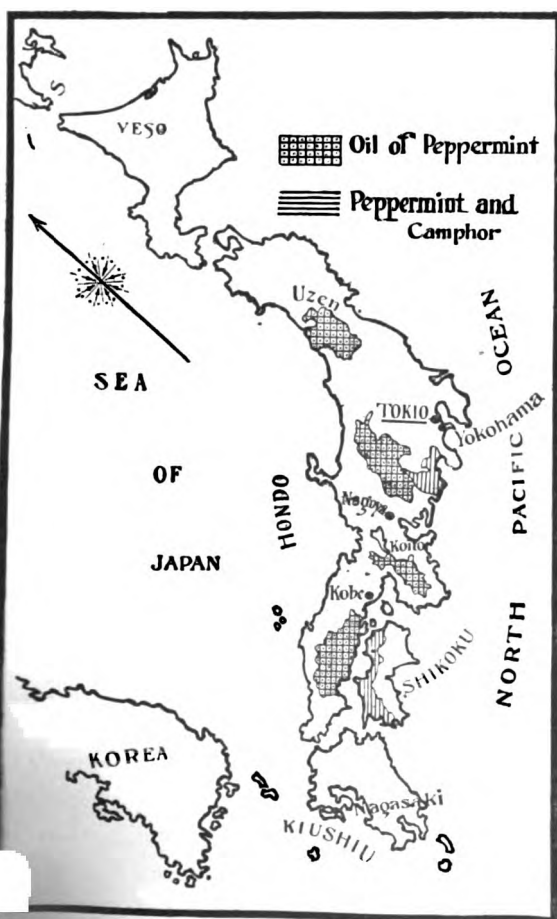 S
YESO
Oil of Peppermint
Peppermint and
Camphor
Uzen
OCEAN
SEA
TOKIO
Yokohama
OF
HONDO
PACIFIC
Nagoya
JAPAN
Kobe
NORTH
SHIKOKU
KOREA
Nagasaki
KIUSHIU